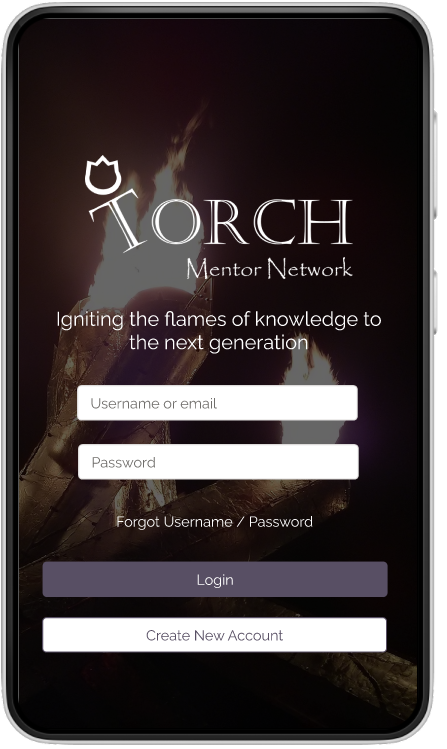 TORCH
Mentor Network
Igniting the flames of knowledge to
the next generation
Username or email
Password
Forgot Username / Password
Login
Create New Account